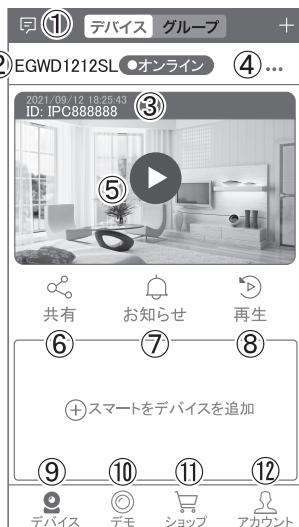 ① デバイス グループ +
② EGWD1212SL ●オンライン ④ …
2021/09/12 18:25:43
ID: IPC888888 ③
⑤
共有 お知らせ 再生
⑥ ⑦ ⑧
スマートをデバイスを追加
⑨ ⑩ ⑪ ⑫
デバイス デモ ショップ アカウント